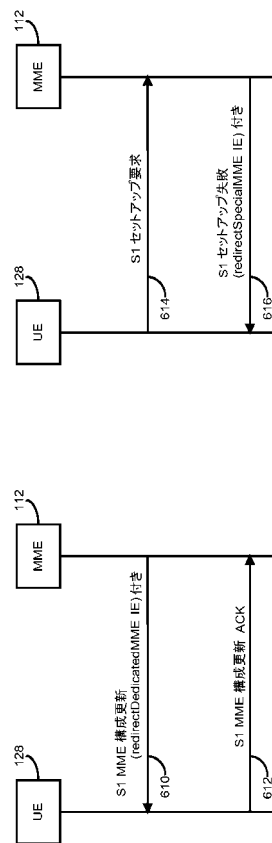 128
112
UE
MME
S1 MME 構成更新
(redirectDedicatedMME IE) 付き
610
S1 MME 構成更新 ACK
612
128
112
UE
MME
S1 セットアップ要求
614
S1 セットアップ失敗
(redirectSpecialMME IE) 付き
616